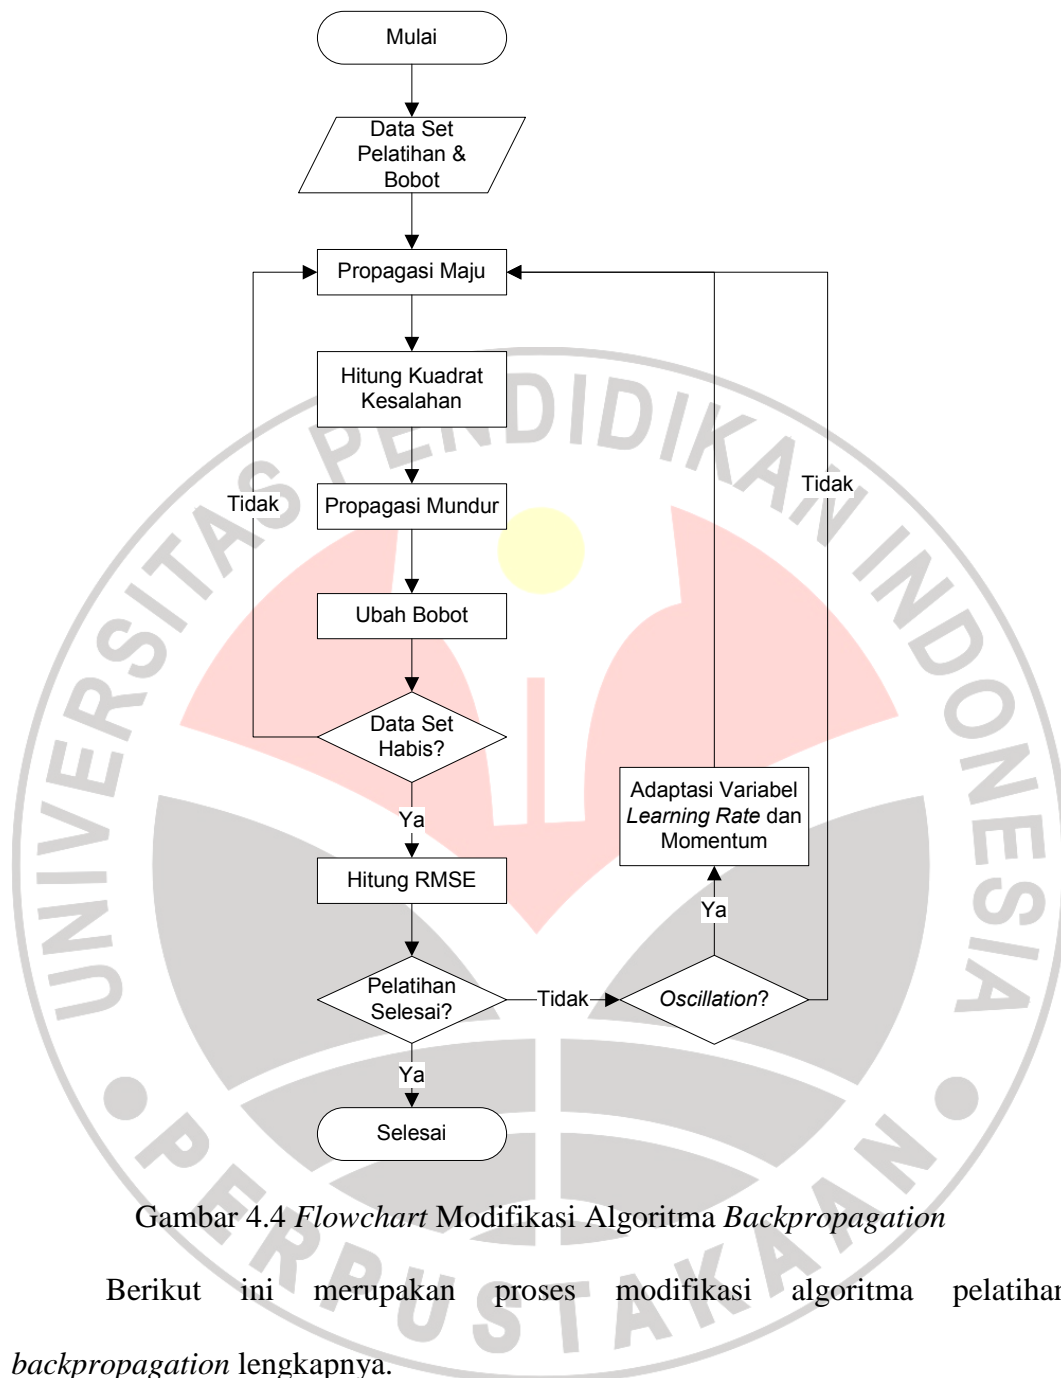 Mulai
Data Set
Pelatihan &
Bobot
Propagasi Maju
Hitung Kuadrat
Kesalahan
Tidak
Propagasi Mundur
Tidak
Ubah Bobot
Data Set
Habis?
Adaptasi Variabel
Learning Rate dan
Momentum
Ya
Hitung RMSE
Ya
Pelatihan
Selesai?
Tidak
Oscillation?
Ya
Selesai
UNIVERSITAS PENDIDIKAN INDONESIA
PERPUSTAKAAN
Gambar 4.4 Flowchart Modifikasi Algoritma Backpropagation
Berikut ini merupakan proses modifikasi algoritma pelatihan
backpropagation lengkapnya.